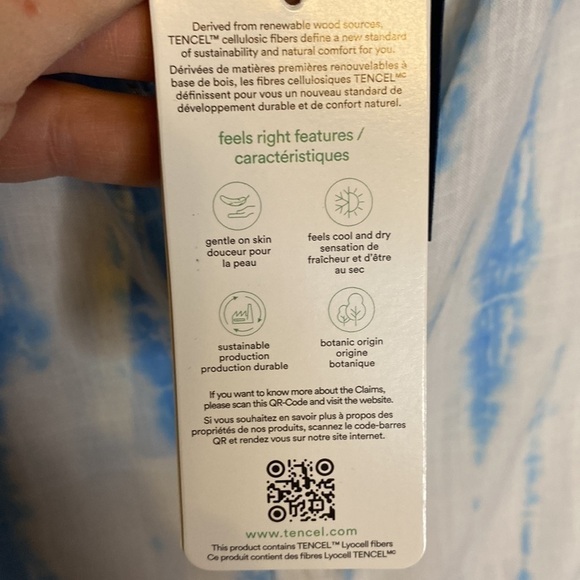 Derived from renewable wood sources,
TENCEL™ cellulosic fibers define a new standard
of sustainability and natural comfort for you.
Dérivées de matières premières renouvelables à
base de bois, les fibres cellulosiques TENCELᴹᶜ
définissent pour vous un nouveau standard de
développement durable et de confort naturel.
feels right features /
caractéristiques
gentle on skin
douceur pour
la peau
feels cool and dry
sensation de
fraîcheur et d'être
au sec
sustainable
production
production durable
botanic origin
origine
botanique
If you want to know more about the Claims,
please scan this QR-Code and visit the website.
Si vous souhaitez en savoir plus à propos des
propriétés de nos produits, scannez le code-barres
QR et rendez vous sur notre site internet.
www.tencel.com
This product contains TENCEL™ Lyocell fibers
Ce produit contient des fibres Lyocell TENCELᴹᶜ